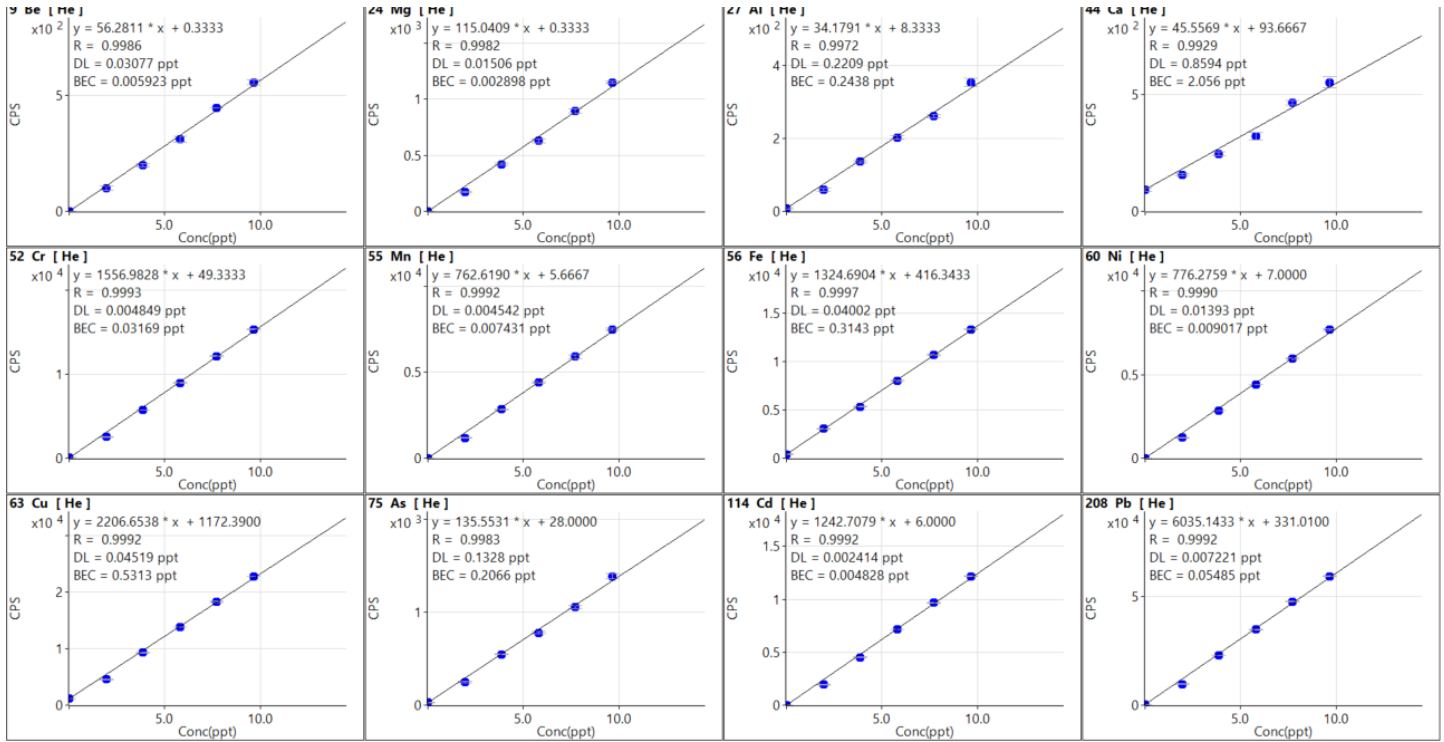 9 Be [ He ]
x10 2
y = 56.2811 * x + 0.3333
R = 0.9986
DL = 0.03077 ppt
BEC = 0.005923 ppt
CPS
5
0
5.0
10.0
Conc(ppt)
24 Mg [ He ]
x10 3
y = 115.0409 * x + 0.3333
R = 0.9982
DL = 0.01506 ppt
BEC = 0.002898 ppt
CPS
1
0.5
0
5.0
10.0
Conc(ppt)
27 Al [ He ]
x10 2
y = 34.1791 * x + 8.3333
R = 0.9972
DL = 0.2209 ppt
BEC = 0.2438 ppt
CPS
4
2
0
5.0
10.0
Conc(ppt)
44 Ca [ He ]
x10 2
y = 45.5569 * x + 93.6667
R = 0.9929
DL = 0.8594 ppt
BEC = 2.056 ppt
CPS
5
0
5.0
10.0
Conc(ppt)
52 Cr [ He ]
x10 4
y = 1556.9828 * x + 49.3333
R = 0.9993
DL = 0.004849 ppt
BEC = 0.03169 ppt
CPS
1
0
5.0
10.0
Conc(ppt)
55 Mn [ He ]
x10 4
y = 762.6190 * x + 5.6667
R = 0.9992
DL = 0.004542 ppt
BEC = 0.007431 ppt
CPS
1
0.5
0
5.0
10.0
Conc(ppt)
56 Fe [ He ]
x10 4
y = 1324.6904 * x + 416.3433
R = 0.9997
DL = 0.04002 ppt
BEC = 0.3143 ppt
CPS
1.5
1
0.5
0
5.0
10.0
Conc(ppt)
60 Ni [ He ]
x10 4
y = 776.2759 * x + 7.0000
R = 0.9990
DL = 0.01393 ppt
BEC = 0.009017 ppt
CPS
1
0.5
0
5.0
10.0
Conc(ppt)
63 Cu [ He ]
x10 4
y = 2206.6538 * x + 1172.3900
R = 0.9992
DL = 0.04519 ppt
BEC = 0.5313 ppt
CPS
2
1
0
5.0
10.0
Conc(ppt)
75 As [ He ]
x10 3
y = 135.5531 * x + 28.0000
R = 0.9983
DL = 0.1328 ppt
BEC = 0.2066 ppt
CPS
1
0
5.0
10.0
Conc(ppt)
114 Cd [ He ]
x10 4
y = 1242.7079 * x + 6.0000
R = 0.9992
DL = 0.002414 ppt
BEC = 0.004828 ppt
CPS
1.5
1
0.5
0
5.0
10.0
Conc(ppt)
208 Pb [ He ]
x10 4
y = 6035.1433 * x + 331.0100
R = 0.9992
DL = 0.007221 ppt
BEC = 0.05485 ppt
CPS
5
0
5.0
10.0
Conc(ppt)